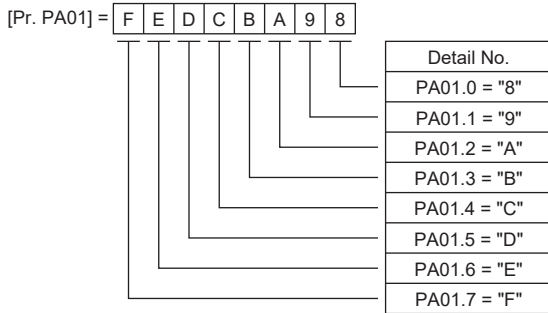 [Pr. PA01] = F E D C B A 9 8
Detail No.
PA01.0 = "8"
PA01.1 = "9"
PA01.2 = "A"
PA01.3 = "B"
PA01.4 = "C"
PA01.5 = "D"
PA01.6 = "E"
PA01.7 = "F"